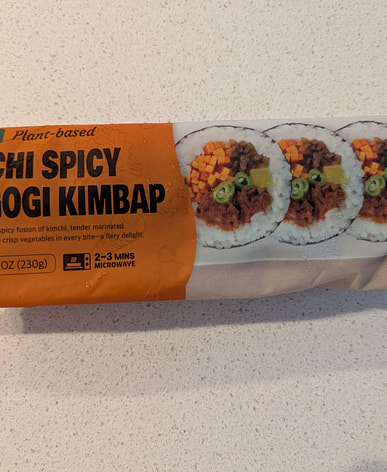 Plant-based
CHI SPICY
OGI KIMBAP
spicy fusion of kimchi, tender marinated
crisp vegetables in every bite—a fiery delight.
OZ (230g)
2–3 MINS
MICROWAVE